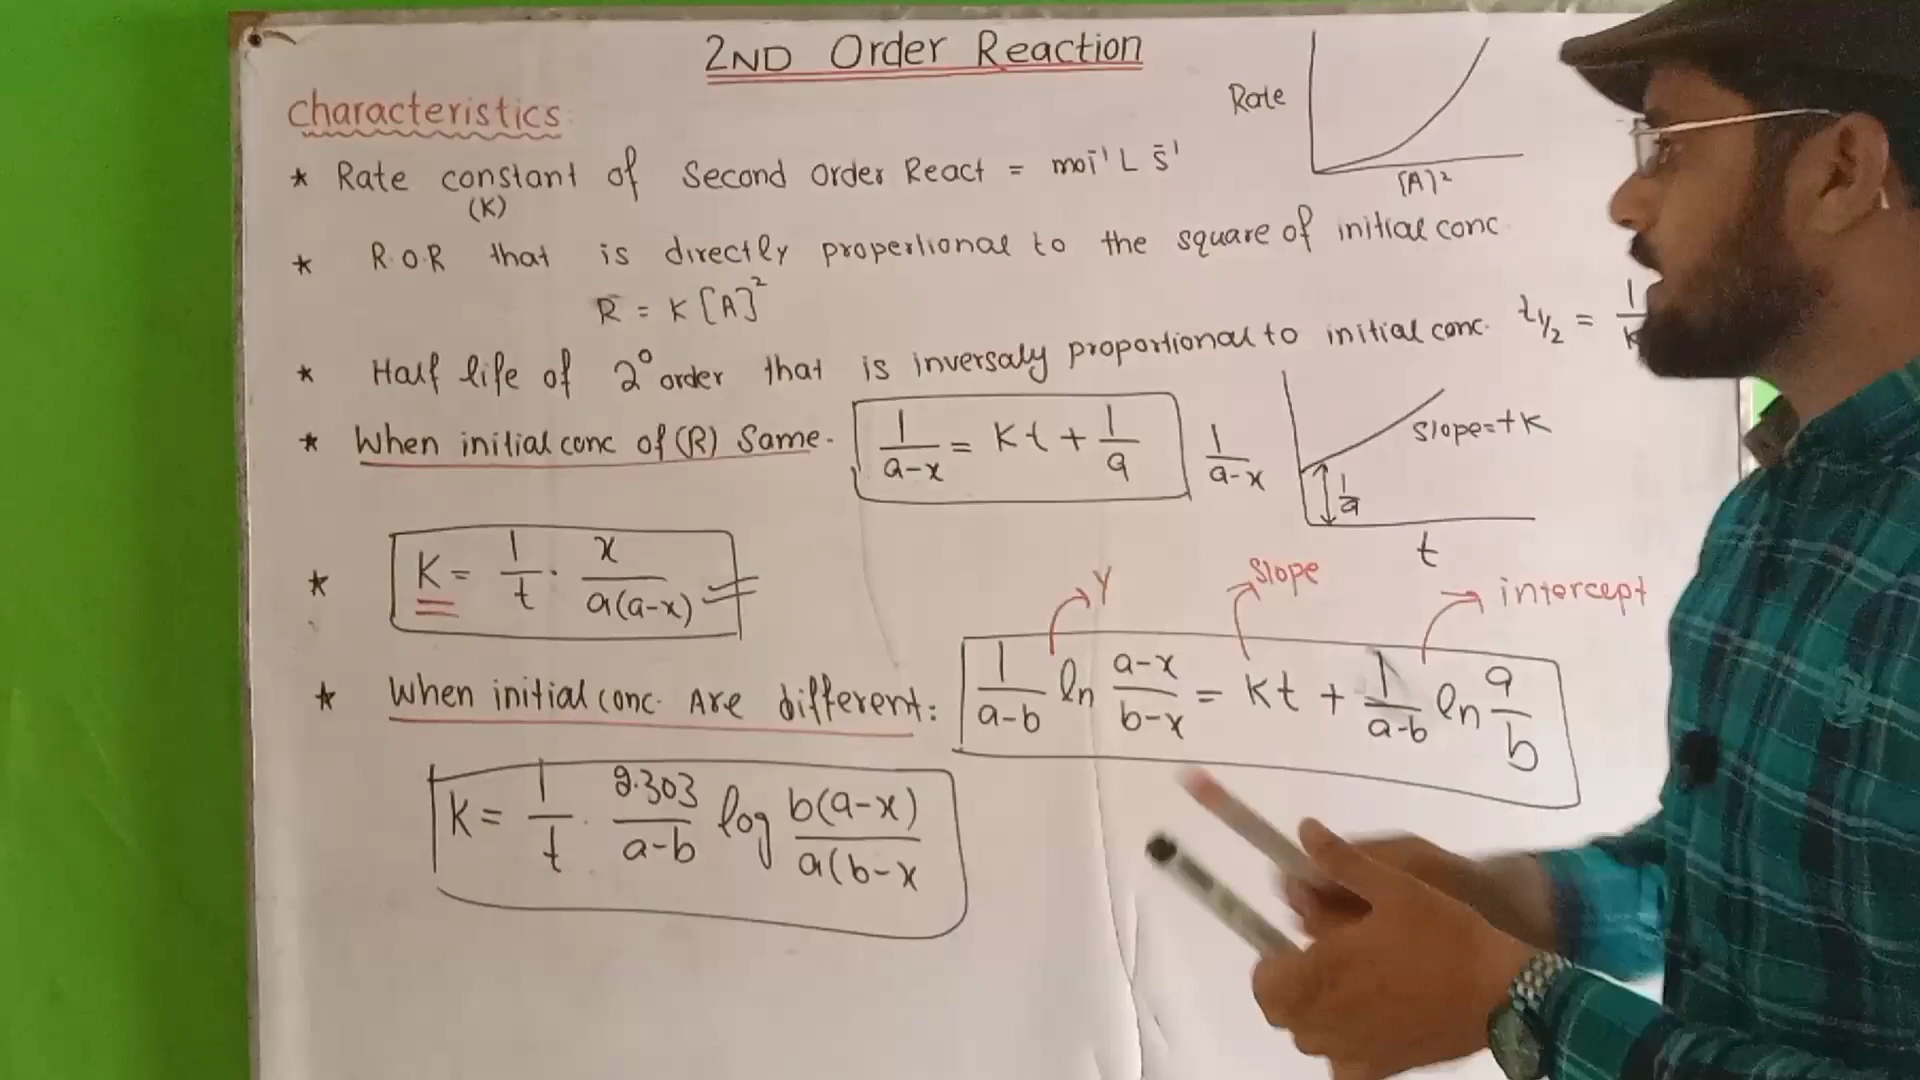 2ND Order Reaction
Characteristics
Rate
[A]²
* Rate constant of Second Order React = mol⁻¹ L S⁻¹
(K)
* R.O.R that is directly propertional to the square of initial conc
R = K [A]²
* Half life of 2° order that is inversaly proportional to initial conc. t1/2 = 1/K
* When initial conc of (R) Same - 1/(a-x) = Kt + 1/a
1/(a-x)
Slope=+K
1/a
t
* K = 1/t . x/a(a-x)
Y
Slope
intercept
* When initial conc. Are different: 1/(a-b) ln (a-x)/(b-x) = Kt + 1/(a-b) ln a/b
K = 1/t . 2.303/(a-b) log b(a-x)/a(b-x